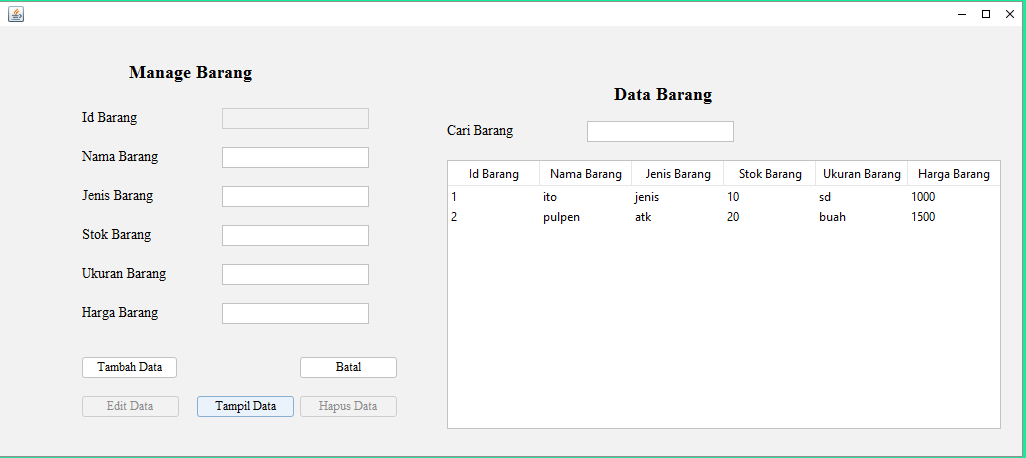 Manage Barang
Id Barang
Nama Barang
Jenis Barang
Stok Barang
Ukuran Barang
Harga Barang
Tambah Data Batal
Edit Data Tampil Data Hapus Data
Data Barang
Cari Barang
Id Barang Nama Barang Jenis Barang Stok Barang Ukuran Barang Harga Barang
1 ito jenis 10 sd 1000
2 pulpen atk 20 buah 1500